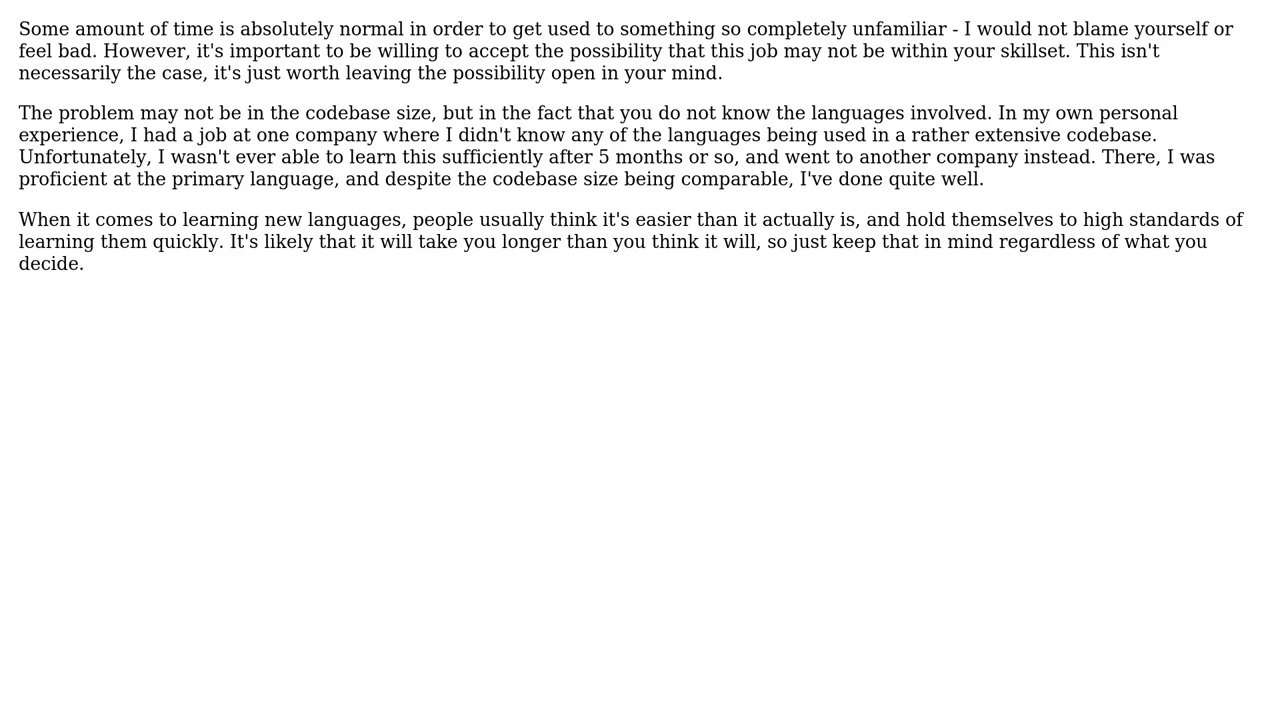 Some amount of time is absolutely normal in order to get used to something so completely unfamiliar - I would not blame yourself or
feel bad. However, it's important to be willing to accept the possibility that this job may not be within your skillset. This isn't
necessarily the case, it's just worth leaving the possibility open in your mind.
The problem may not be in the codebase size, but in the fact that you do not know the languages involved. In my own personal
experience, I had a job at one company where I didn't know any of the languages being used in a rather extensive codebase.
Unfortunately, I wasn't ever able to learn this sufficiently after 5 months or so, and went to another company instead. There, I was
proficient at the primary language, and despite the codebase size being comparable, I've done quite well.
When it comes to learning new languages, people usually think it's easier than it actually is, and hold themselves to high standards of
learning them quickly. It's likely that it will take you longer than you think it will, so just keep that in mind regardless of what you
decide.